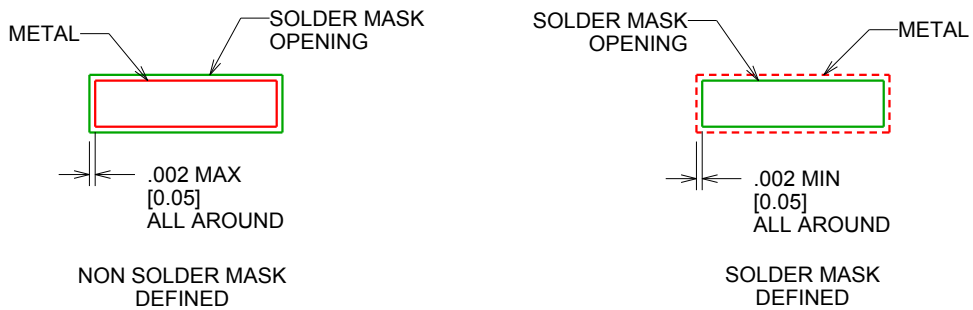 METAL
SOLDER MASK
OPENING
.002 MAX
[0.05]
ALL AROUND
NON SOLDER MASK
DEFINED
SOLDER MASK
OPENING
METAL
.002 MIN
[0.05]
ALL AROUND
SOLDER MASK
DEFINED